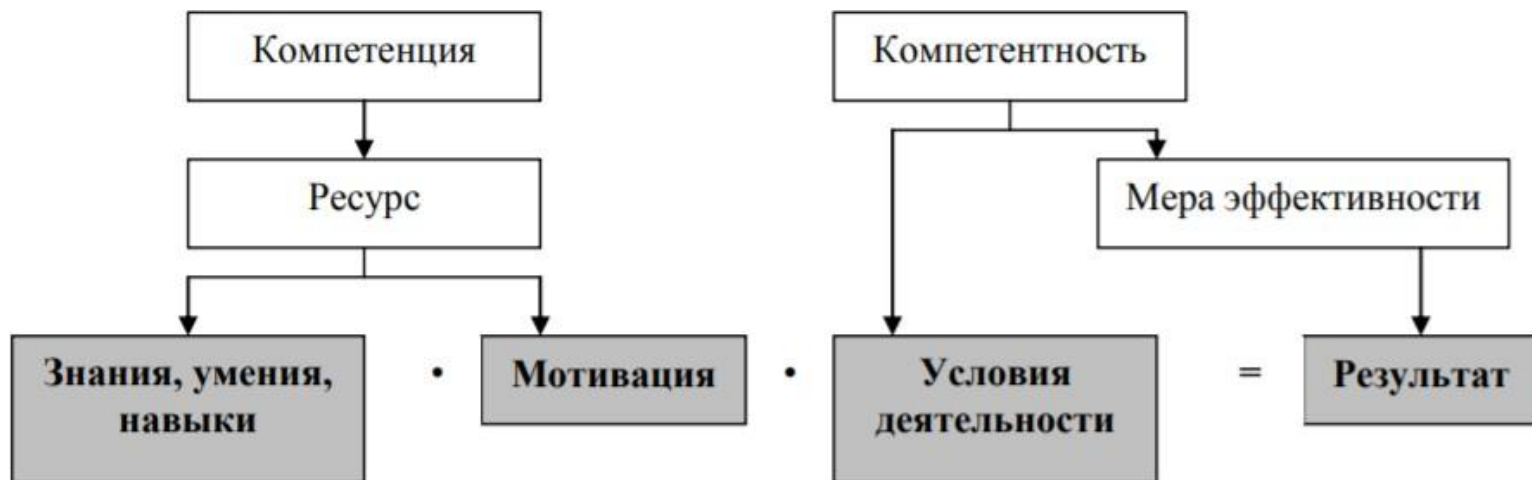 Компетенция
Компетентность
Ресурс
Мера эффективности
Знания, умения,
навыки
•
Мотивация
•
Условия
деятельности
=
Результат